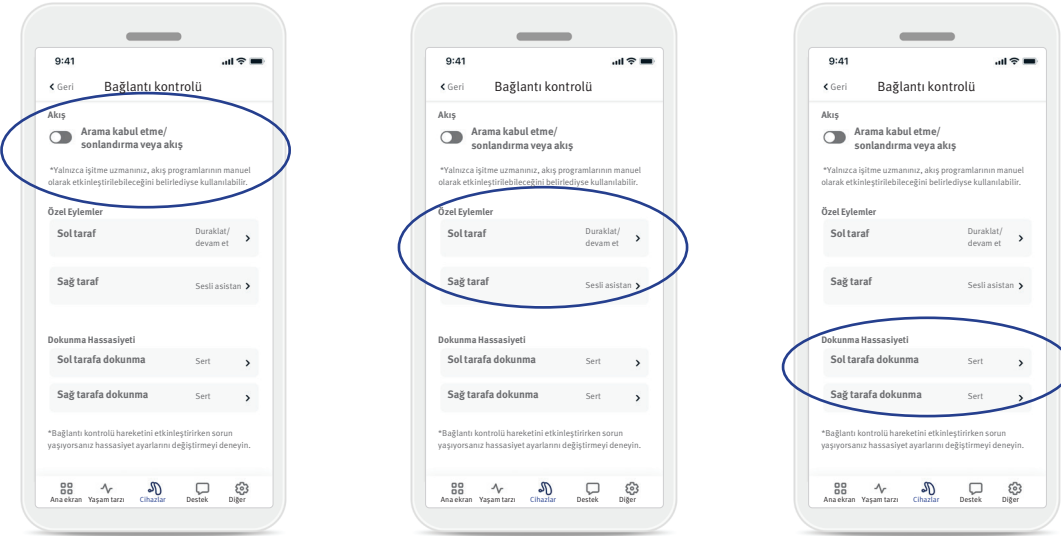 9:41
Geri Bağlantı kontrolü
Akış
Arama kabul etme/
sonlandırma veya akış
*Yalnızca işitme uzmanınız, akış programlarının manuel
olarak etkinleştirilebileceğini belirlediyse kullanılabilir.
Özel Eylemler
Sol taraf Duraklat/
devam et
Sağ taraf Sesli asistan
Dokunma Hassasiyeti
Sol tarafa dokunma Sert
Sağ tarafa dokunma Sert
*Bağlantı kontrolü hareketini etkinleştirirken sorun
yaşıyorsanız hassasiyet ayarlarını değiştirmeyi deneyin.
Ana ekran Yaşam tarzı Cihazlar Destek Diğer
9:41
Geri Bağlantı kontrolü
Akış
Arama kabul etme/
sonlandırma veya akış
*Yalnızca işitme uzmanınız, akış programlarının manuel
olarak etkinleştirilebileceğini belirlediyse kullanılabilir.
Özel Eylemler
Sol taraf Duraklat/
devam et
Sağ taraf Sesli asistan
Dokunma Hassasiyeti
Sol tarafa dokunma Sert
Sağ tarafa dokunma Sert
*Bağlantı kontrolü hareketini etkinleştirirken sorun
yaşıyorsanız hassasiyet ayarlarını değiştirmeyi deneyin.
Ana ekran Yaşam tarzı Cihazlar Destek Diğer
9:41
Geri Bağlantı kontrolü
Akış
Arama kabul etme/
sonlandırma veya akış
*Yalnızca işitme uzmanınız, akış programlarının manuel
olarak etkinleştirilebileceğini belirlediyse kullanılabilir.
Özel Eylemler
Sol taraf Duraklat/
devam et
Sağ taraf Sesli asistan
Dokunma Hassasiyeti
Sol tarafa dokunma Sert
Sağ tarafa dokunma Sert
*Bağlantı kontrolü hareketini etkinleştirirken sorun
yaşıyorsanız hassasiyet ayarlarını değiştirmeyi deneyin.
Ana ekran Yaşam tarzı Cihazlar Destek Diğer